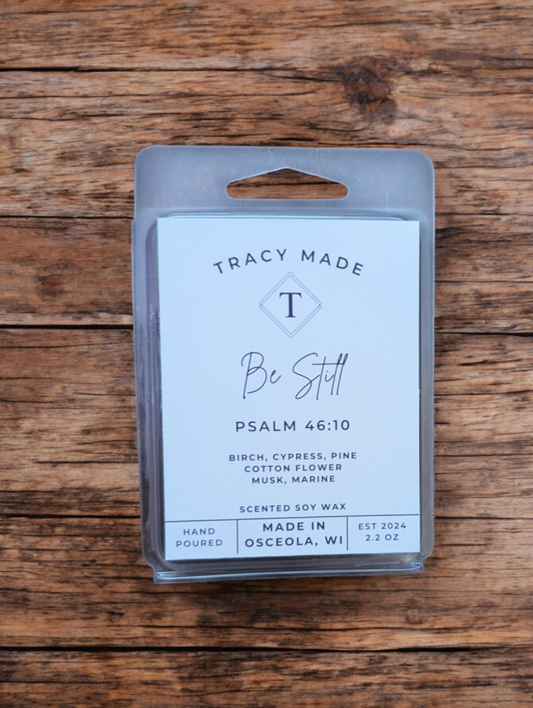 TRACY MADE
T
Be Still
PSALM 46:10
BIRCH, CYPRESS, PINE
COTTON FLOWER
MUSK, MARINE
SCENTED SOY WAX
HAND
POURED
MADE IN
OSCEOLA, WI
EST 2024
2.2 OZ